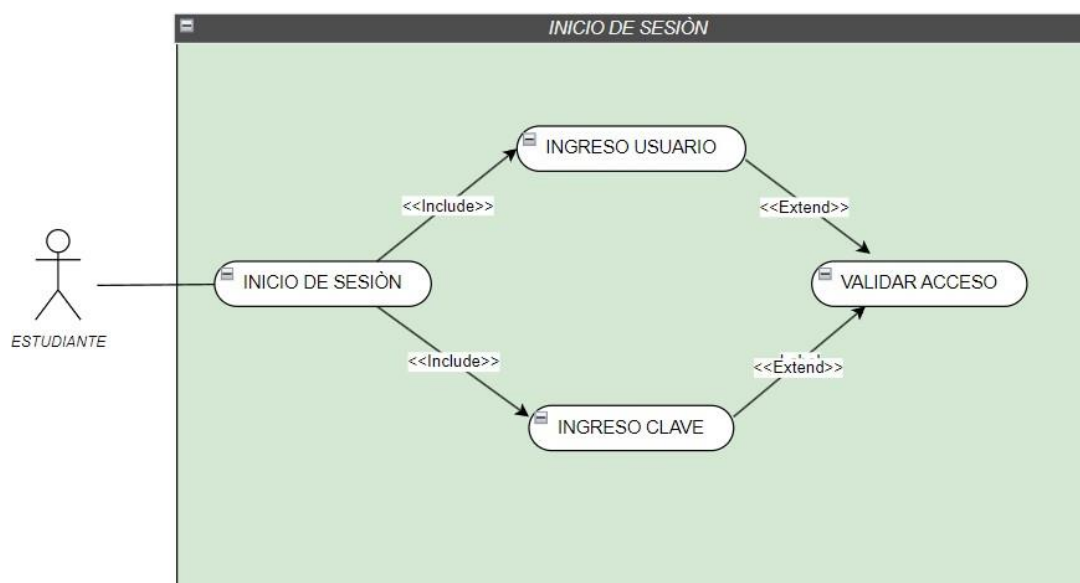 INICIO DE SESIÒN
INGRESO USUARIO
<<Include>>
<<Extend>>
INICIO DE SESIÒN
VALIDAR ACCESO
ESTUDIANTE
<<Include>>
<<Extend>>
INGRESO CLAVE